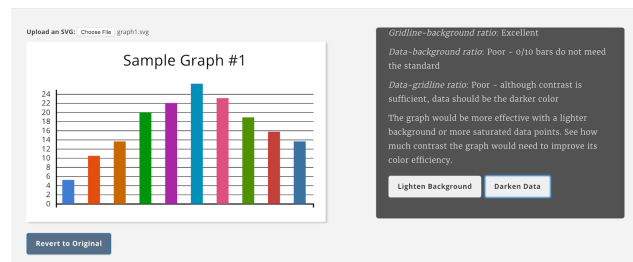 Upload an SVG: Choose File graph1.svg
Sample Graph #1
24
22
20
18
16
14
12
10
8
6
4
2
0
Revert to Original
Gridline-background ratio: Excellent
Data-background ratio: Poor ~ 0/10 bars do not meed
the standard
Data-gridline ratio: Poor ~ although contrast is
sufficient, data should be the darker color
The graph would be more effective with a lighter
background or more saturated data points. See how
much contrast the graph would need to improve its
color efficiency.
Lighten Background Darken Data